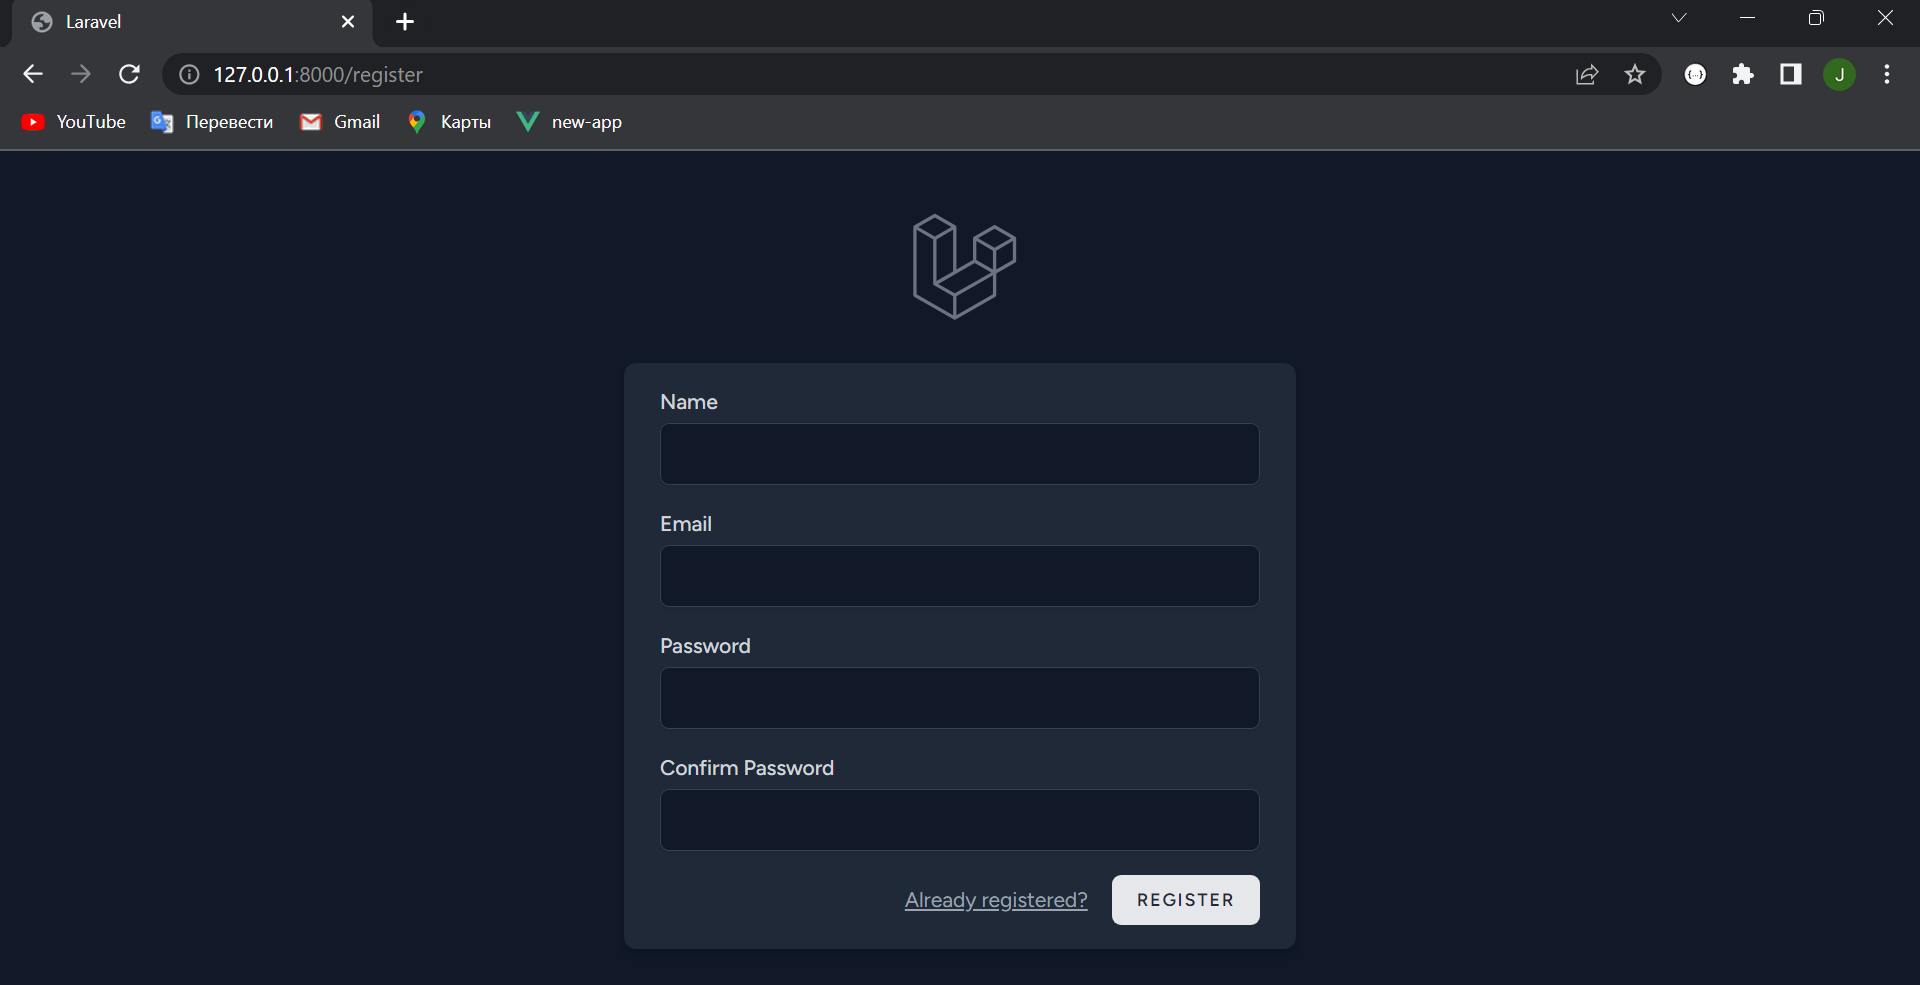 Laravel
127.0.0.1:8000/register
J
YouTube Перевести Gmail Карты new-app
Name
Email
Password
Confirm Password
Already registered? REGISTER